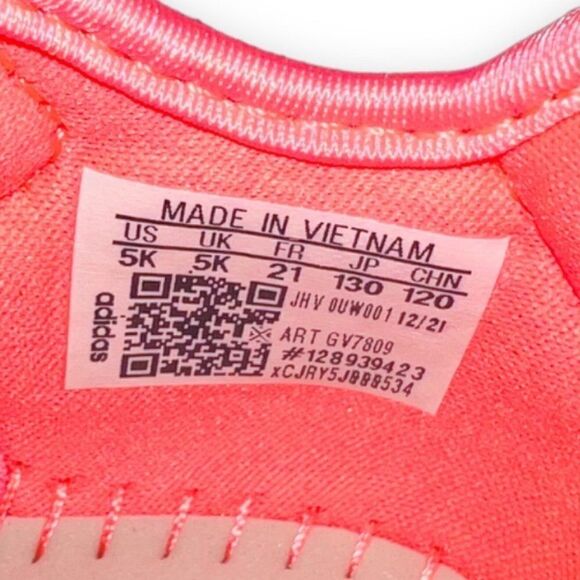 MADE IN VIETNAM
US UK FR JP CHN
5K 5K 21 130 120
JHV 0UW001 12/21
ART GV7809
#128939423
xCJRY5J888534
adidas